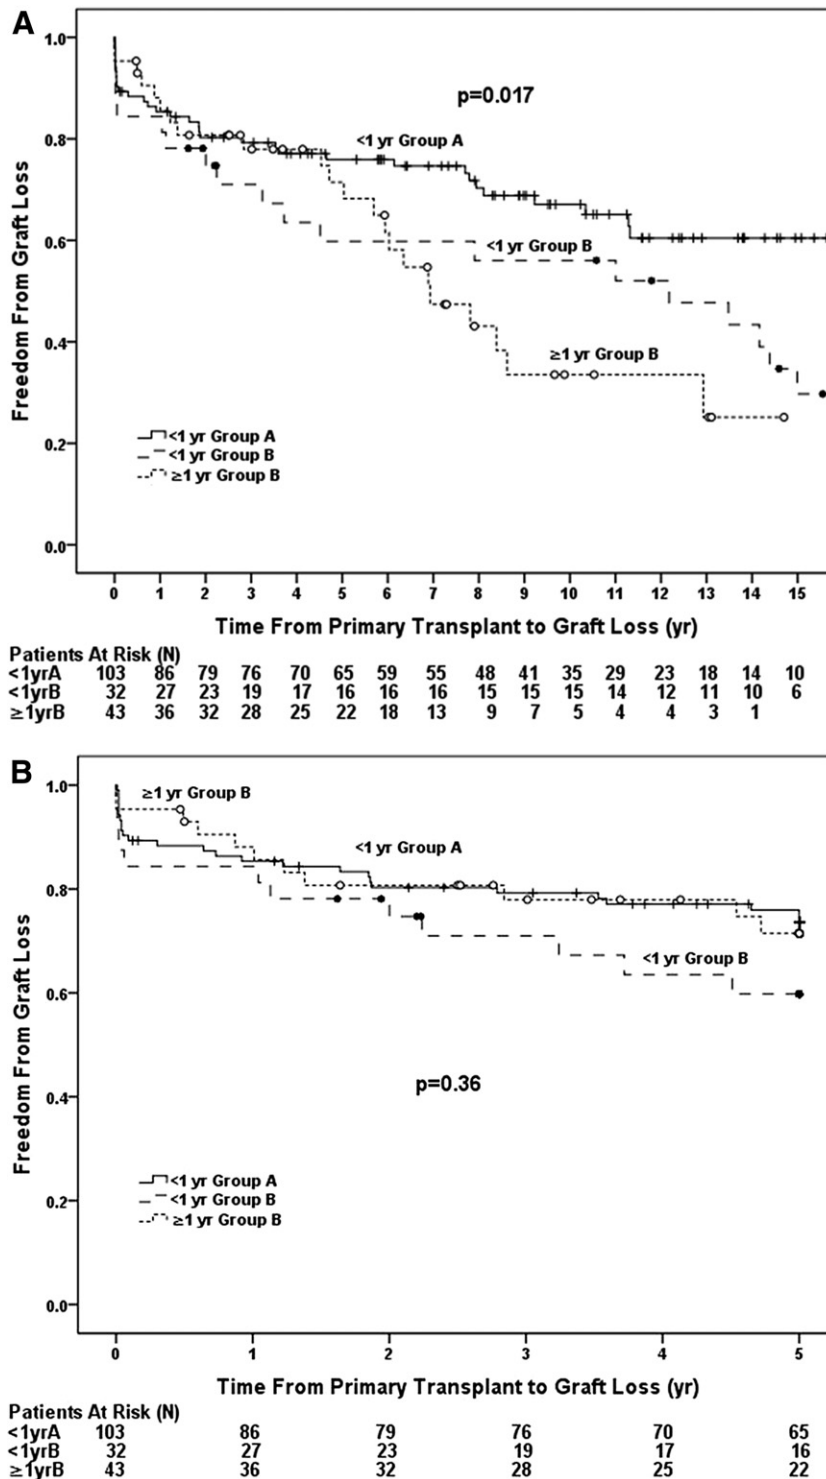 A
1.0
0.8
0.6
0.4
0.2
0.0
Freedom From Graft Loss
p=0.017
<1 yr Group A
<1 yr Group B
≥1 yr Group B
<1 yr Group A
<1 yr Group B
≥1 yr Group B
0 1 2 3 4 5 6 7 8 9 10 11 12 13 14 15
Time From Primary Transplant to Graft Loss (yr)
Patients At Risk (N)
<1yrA 103 86 79 76 70 65 59 55 48 41 35 29 23 18 14 10
<1yrB 32 27 23 19 17 16 16 16 15 15 15 14 12 11 10 6
≥1yrB 43 36 32 28 25 22 18 13 9 7 5 4 4 3 1
B
1.0
0.8
0.6
0.4
0.2
0.0
Freedom From Graft Loss
≥1 yr Group B
<1 yr Group A
<1 yr Group B
p=0.36
<1 yr Group A
<1 yr Group B
≥1 yr Group B
0 1 2 3 4 5
Time From Primary Transplant to Graft Loss (yr)
Patients At Risk (N)
<1yrA 103 86 79 76 70 65
<1yrB 32 27 23 19 17 16
≥1yrB 43 36 32 28 25 22